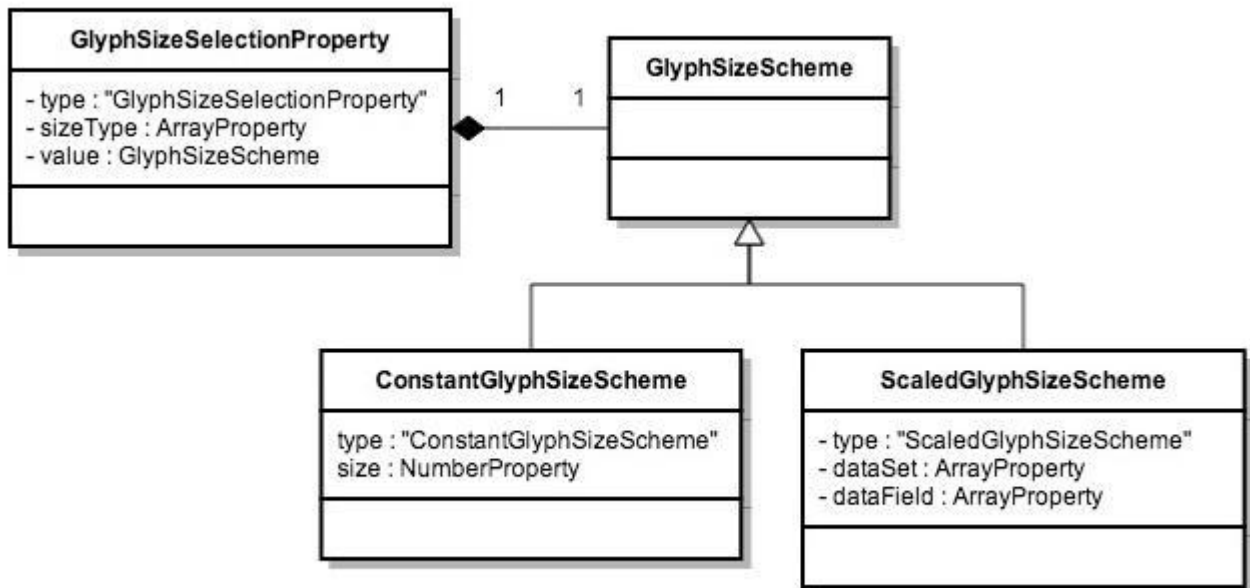 GlyphSizeSelectionProperty
- type : "GlyphSizeSelectionProperty"
- sizeType : ArrayProperty
- value : GlyphSizeScheme
1
1
GlyphSizeScheme
ConstantGlyphSizeScheme
type : "ConstantGlyphSizeScheme"
size : NumberProperty
ScaledGlyphSizeScheme
- type : "ScaledGlyphSizeScheme"
- dataSet : ArrayProperty
- dataField : ArrayProperty